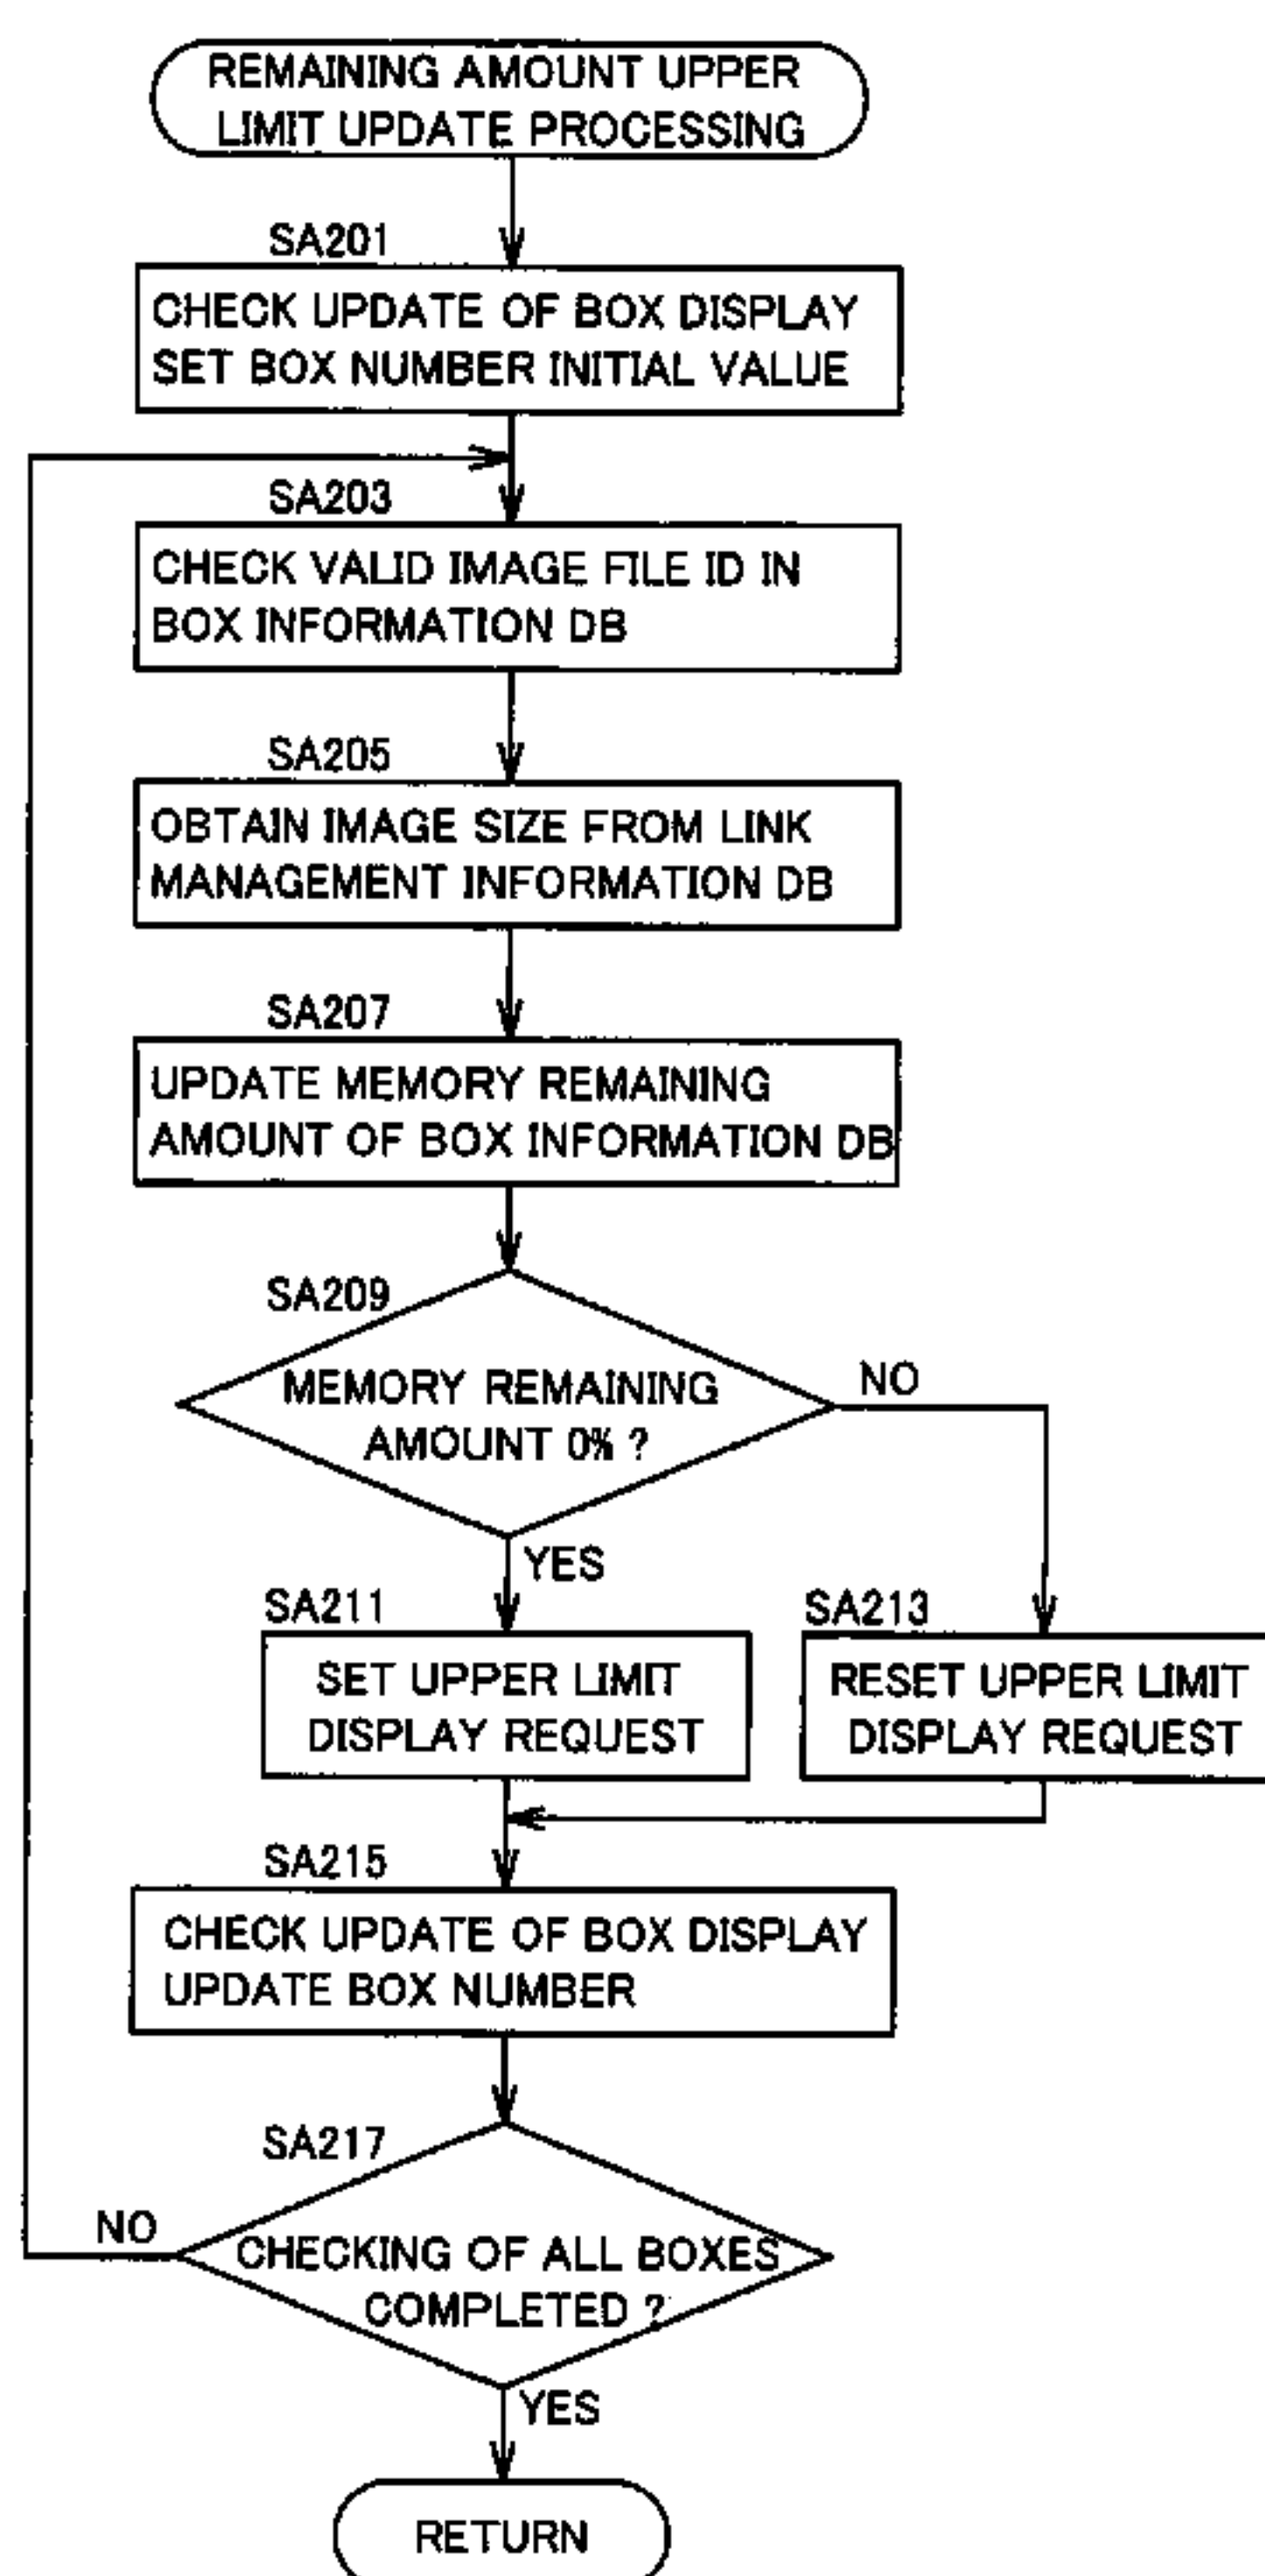 REMAINING AMOUNT UPPER
LIMIT UPDATE PROCESSING
SA201
CHECK UPDATE OF BOX DISPLAY
SET BOX NUMBER INITIAL VALUE
SA203
CHECK VALID IMAGE FILE ID IN
BOX INFORMATION DB
SA205
OBTAIN IMAGE SIZE FROM LINK
MANAGEMENT INFORMATION DB
SA207
UPDATE MEMORY REMAINING
AMOUNT OF BOX INFORMATION DB
SA209
MEMORY REMAINING
AMOUNT 0% ?
NO
YES
SA211
SET UPPER LIMIT
DISPLAY REQUEST
SA213
RESET UPPER LIMIT
DISPLAY REQUEST
SA215
CHECK UPDATE OF BOX DISPLAY
UPDATE BOX NUMBER
SA217
NO
CHECKING OF ALL BOXES
COMPLETED ?
YES
RETURN